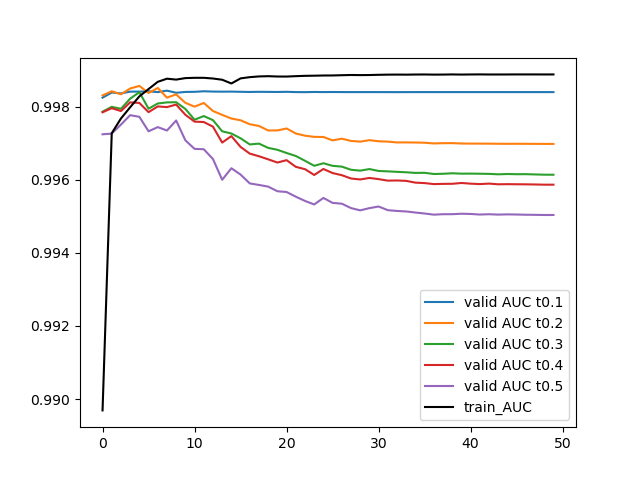 0.998
0.996
0.994
0.992
0.990
0
10
20
30
40
50
valid AUC t0.1
valid AUC t0.2
valid AUC t0.3
valid AUC t0.4
valid AUC t0.5
train_AUC